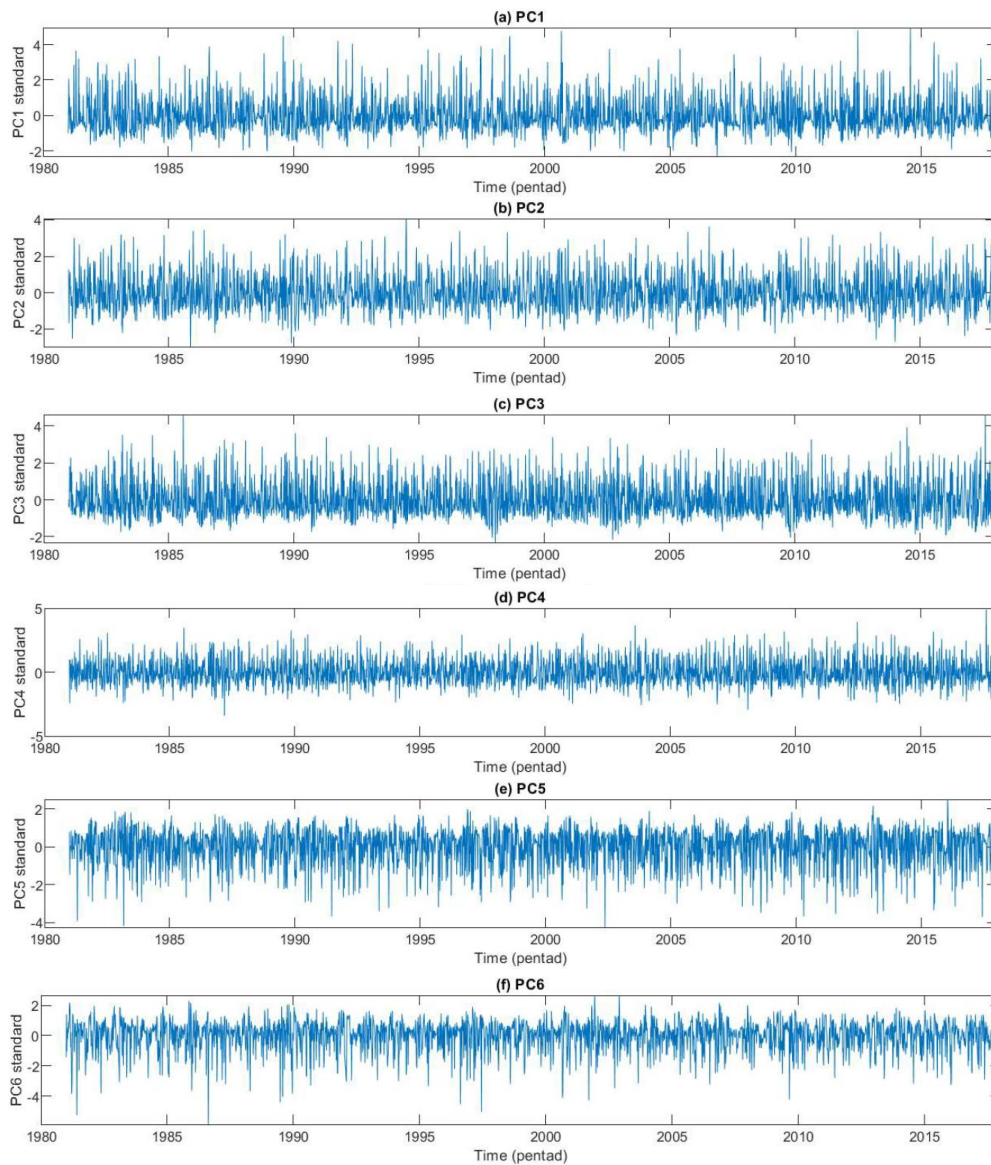 (a) PC1
PC1 standard
4
2
0
-2
1980 1985 1990 1995 2000 2005 2010 2015
Time (pentad)
(b) PC2
PC2 standard
4
2
0
-2
1980 1985 1990 1995 2000 2005 2010 2015
Time (pentad)
(c) PC3
PC3 standard
4
2
0
-2
1980 1985 1990 1995 2000 2005 2010 2015
Time (pentad)
(d) PC4
PC4 standard
5
0
-5
1980 1985 1990 1995 2000 2005 2010 2015
Time (pentad)
(e) PC5
PC5 standard
2
0
-2
-4
1980 1985 1990 1995 2000 2005 2010 2015
Time (pentad)
(f) PC6
PC6 standard
2
0
-2
-4
1980 1985 1990 1995 2000 2005 2010 2015
Time (pentad)